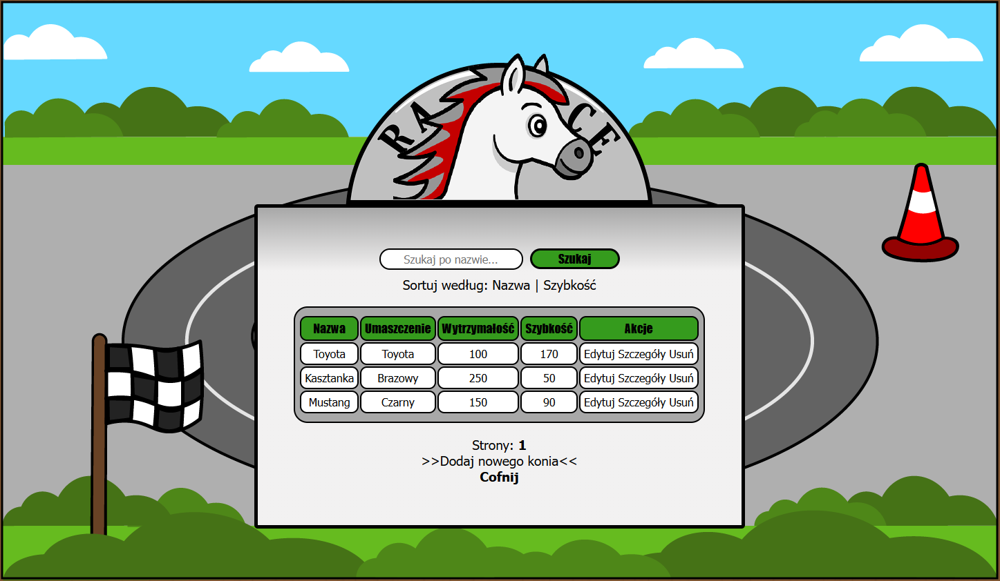 RA CE
Szukaj po nazwie... Szukaj
Sortuj według: Nazwa | Szybkość
Nazwa Umaszczenie Wytrzymałość Szybkość Akcje
Toyota Toyota 100 170 Edytuj Szczegóły Usuń
Kasztanka Brazowy 250 50 Edytuj Szczegóły Usuń
Mustang Czarny 150 90 Edytuj Szczegóły Usuń
Strony: 1
>>Dodaj nowego konia<<
Cofnij